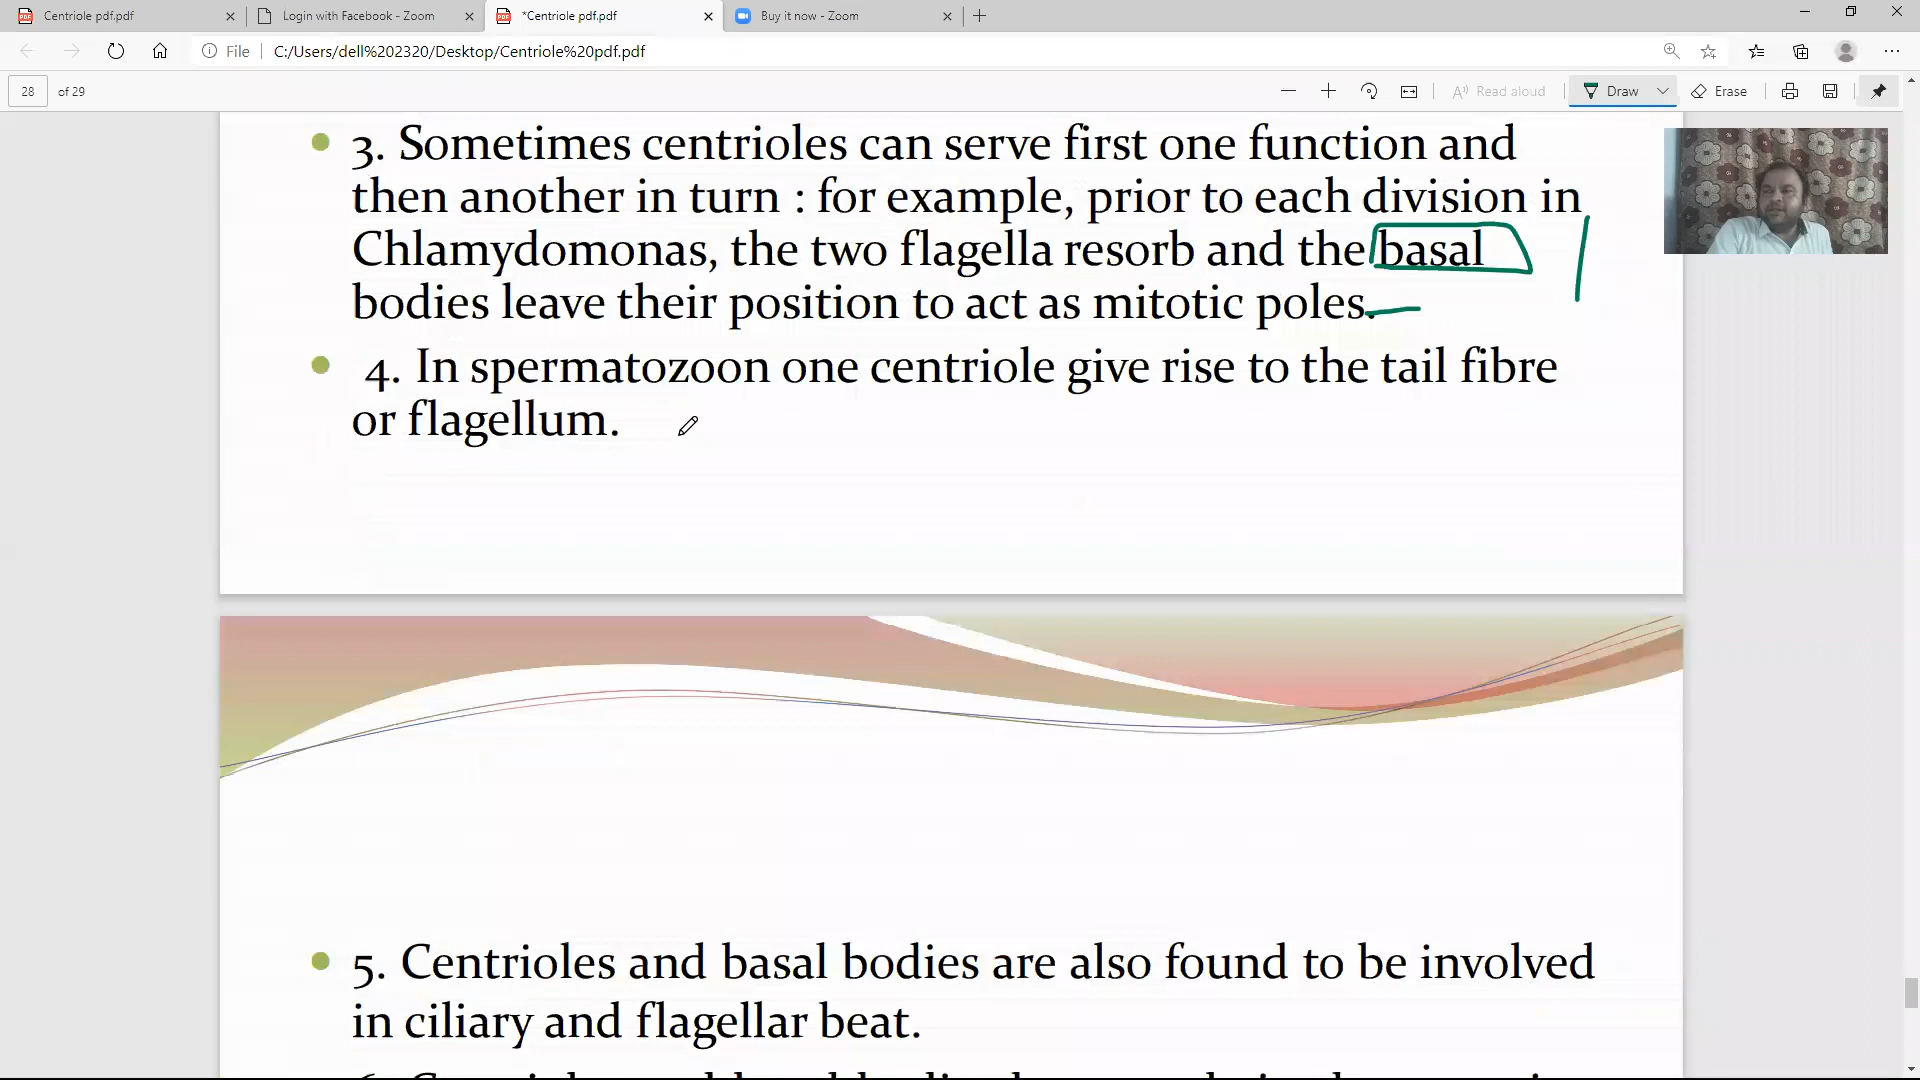 Centriole pdf.pdf
Login with Facebook - Zoom
*Centriole pdf.pdf
Buy it now - Zoom
File
C:/Users/dell%202320/Desktop/Centriole%20pdf.pdf
28
of 29
Read aloud
Draw
Erase
3. Sometimes centrioles can serve first one function and
then another in turn : for example, prior to each division in
Chlamydomonas, the two flagella resorb and the basal
bodies leave their position to act as mitotic poles.
4. In spermatozoon one centriole give rise to the tail fibre
or flagellum.
5. Centrioles and basal bodies are also found to be involved
in ciliary and flagellar beat.